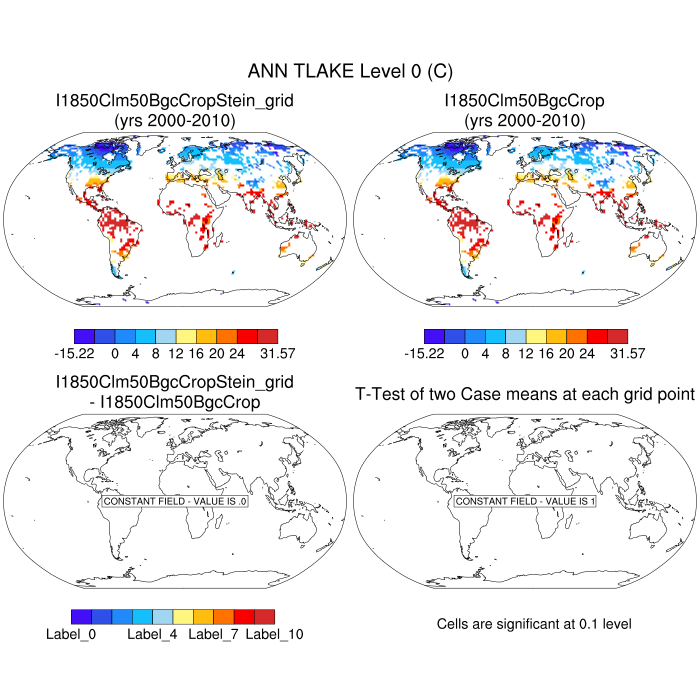 ANN TLAKE Level 0 (C)
I1850Clm50BgcCropStein_grid
(yrs 2000-2010)
I1850Clm50BgcCrop
(yrs 2000-2010)
-15.22 0 4 8 12 16 20 24 31.57
-15.22 0 4 8 12 16 20 24 31.57
I1850Clm50BgcCropStein_grid
- I1850Clm50BgcCrop
T-Test of two Case means at each grid point
CONSTANT FIELD - VALUE IS .0
CONSTANT FIELD - VALUE IS 1
Label_0 Label_4 Label_7 Label_10
Cells are significant at 0.1 level